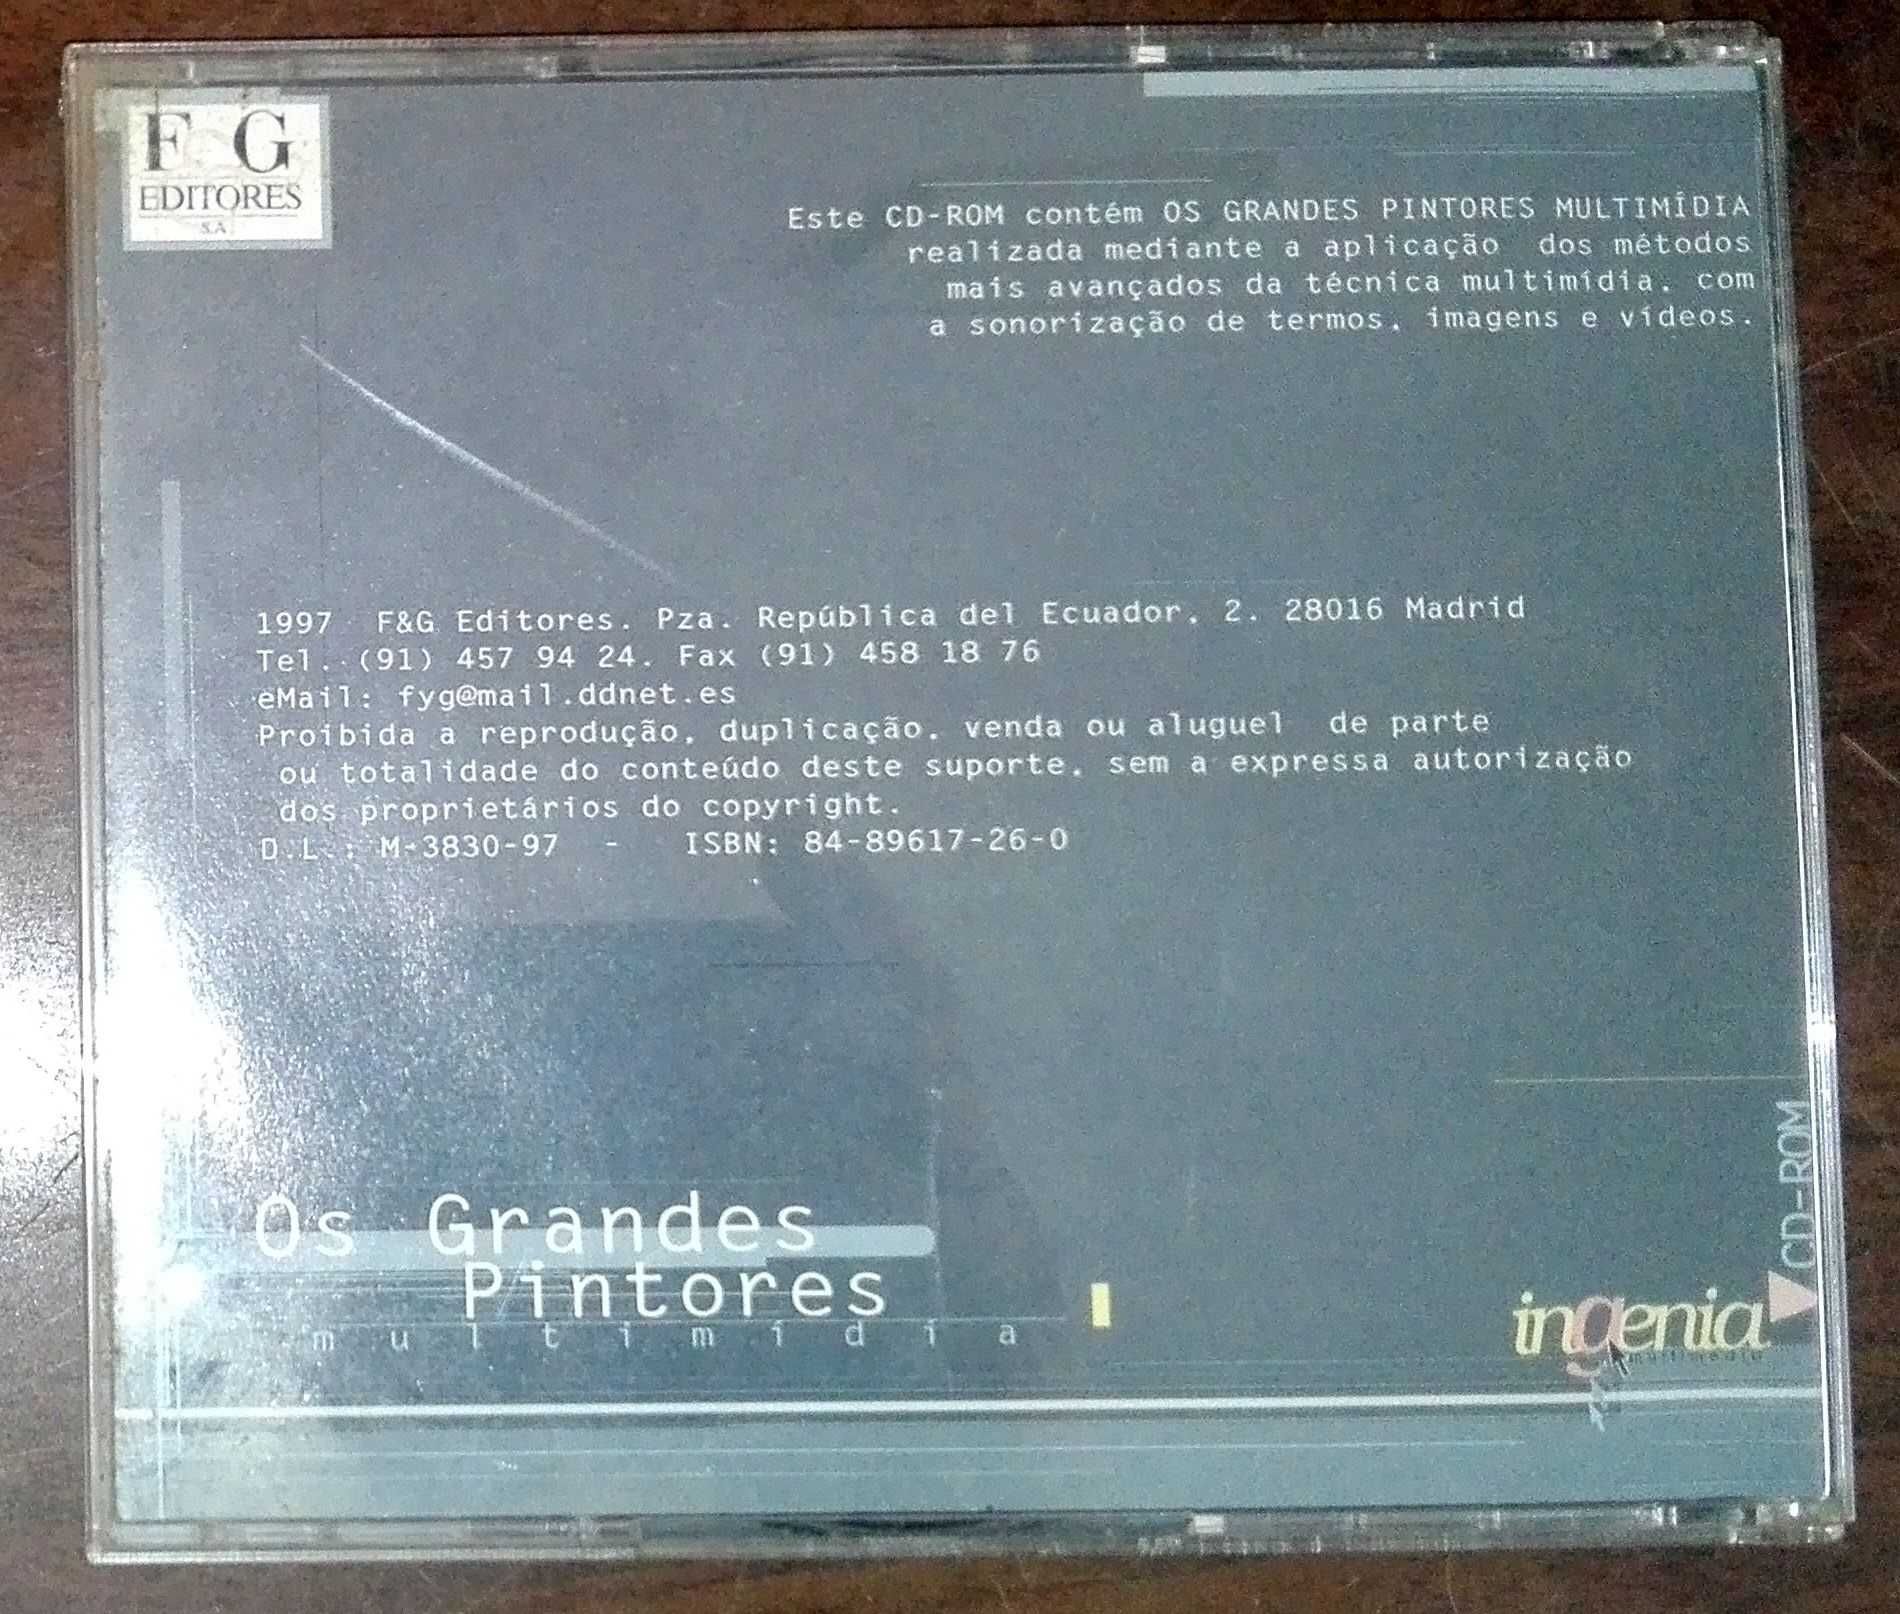 F G
EDITORES
S.A
Este CD-ROM contém OS GRANDES PINTORES MULTIMÍDIA
realizada mediante a aplicação dos métodos
mais avançados da técnica multimídia, com
a sonorização de termos, imagens e vídeos.
1997 F&G Editores. Pza. República del Ecuador, 2. 28016 Madrid
Tel. (91) 457 94 24. Fax (91) 458 18 76
eMail: fyg@mail.ddnet.es
Proibida a reprodução, duplicação, venda ou aluguel de parte
ou totalidade do conteúdo deste suporte, sem a expressa autorização
dos proprietários do copyright.
D.L.: M-3830-97 - ISBN: 84-89617-26-0
Os Grandes
Pintores
multimídia
CD-ROM
ingenia
multimedia